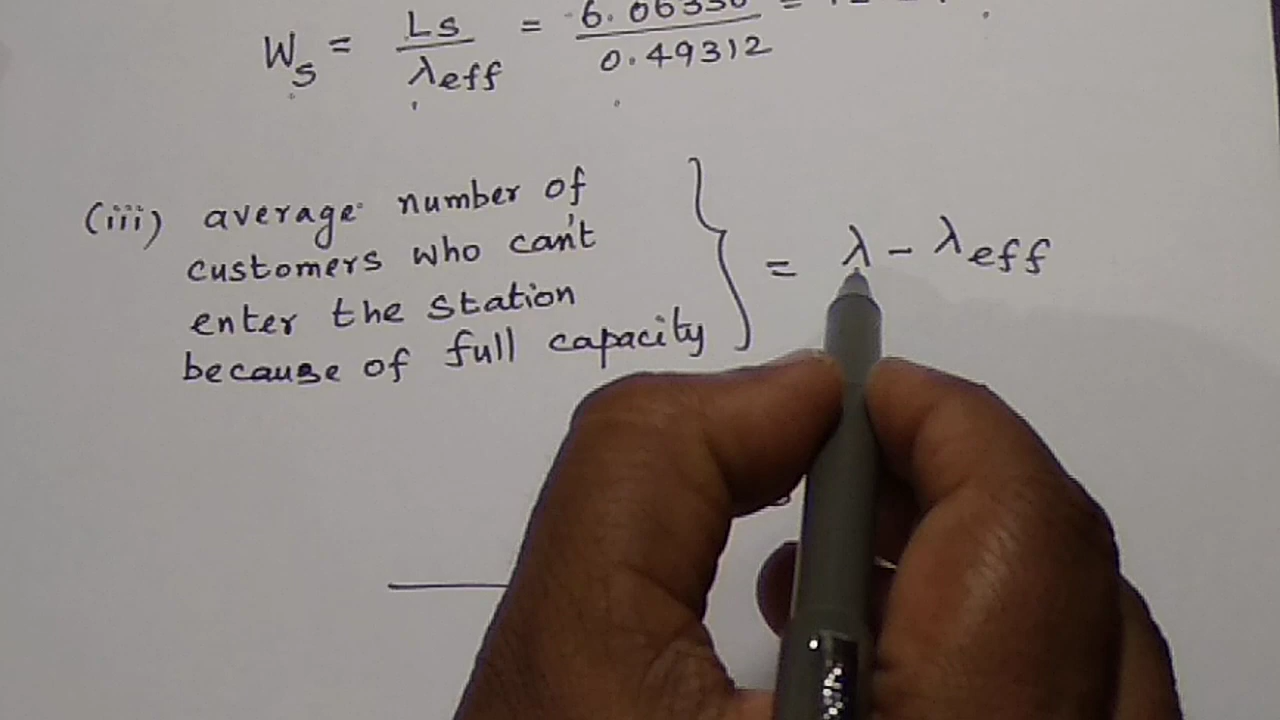 Ws = Ls / λeff = 6.06330 / 0.49312 =
(iii) average number of
customers who can't
enter the station
because of full capacity } = λ - λeff